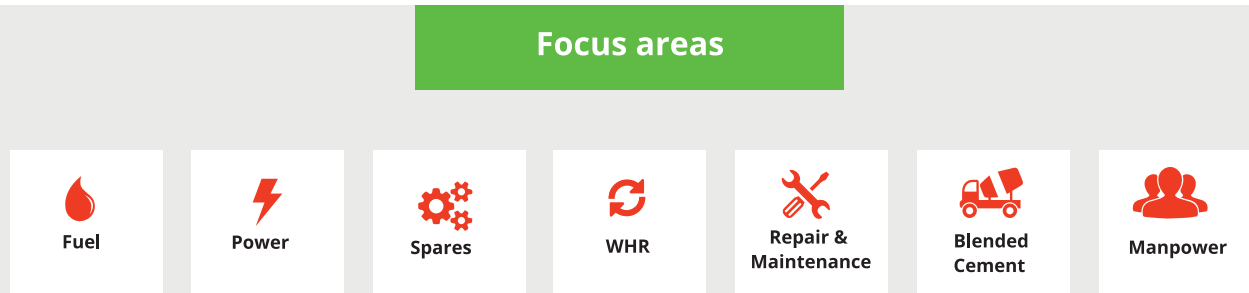 Focus areas
Fuel
Power
Spares
WHR
Repair &
Maintenance
Blended
Cement
Manpower